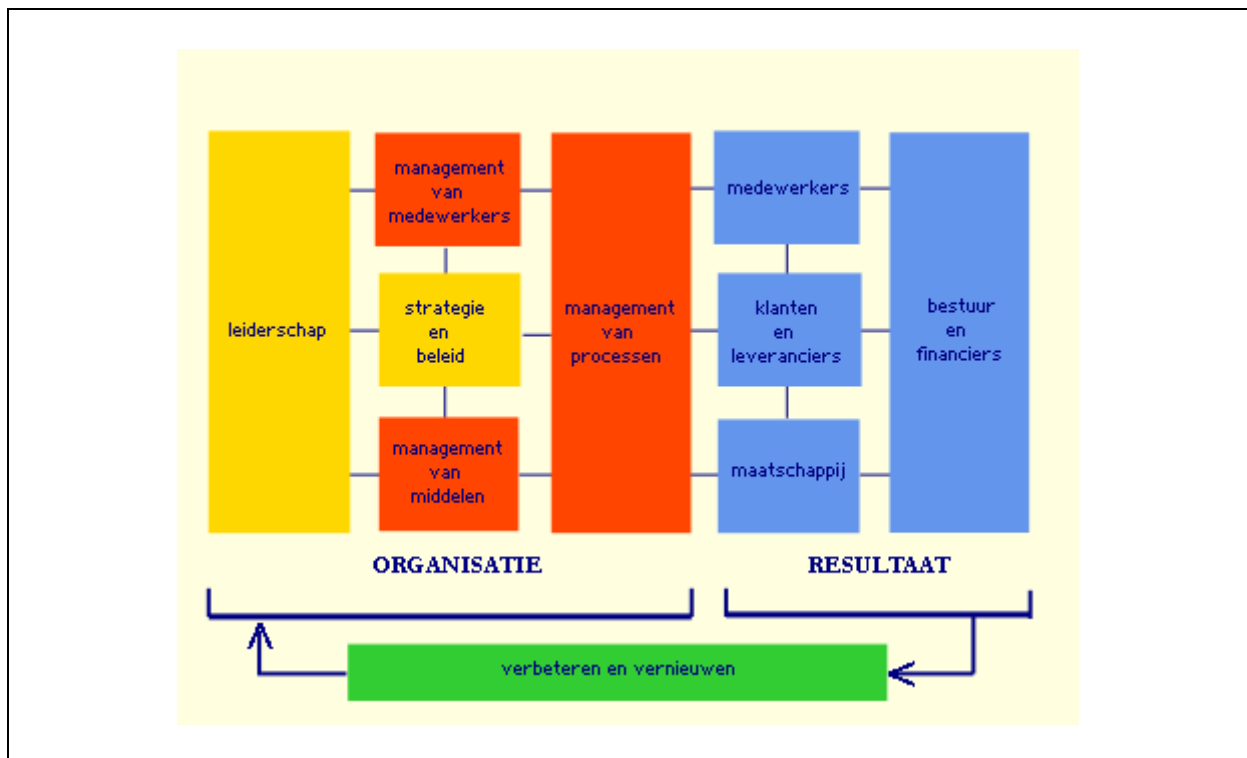 leiderschap
management
van
medewerkers
strategie
en
beleid
management
van
middelen
management
van
processen
medewerkers
klanten
en
leveranciers
maatschappij
bestuur
en
financiers
ORGANISATIE
RESULTAAT
verbeteren en vernieuwen